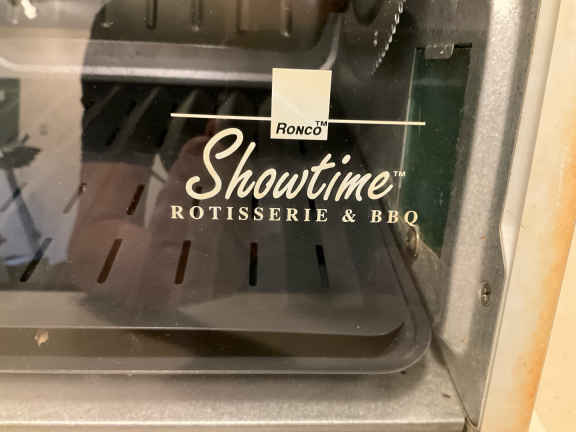 RONCO™
Showtime™
ROTISSERIE & BBQ